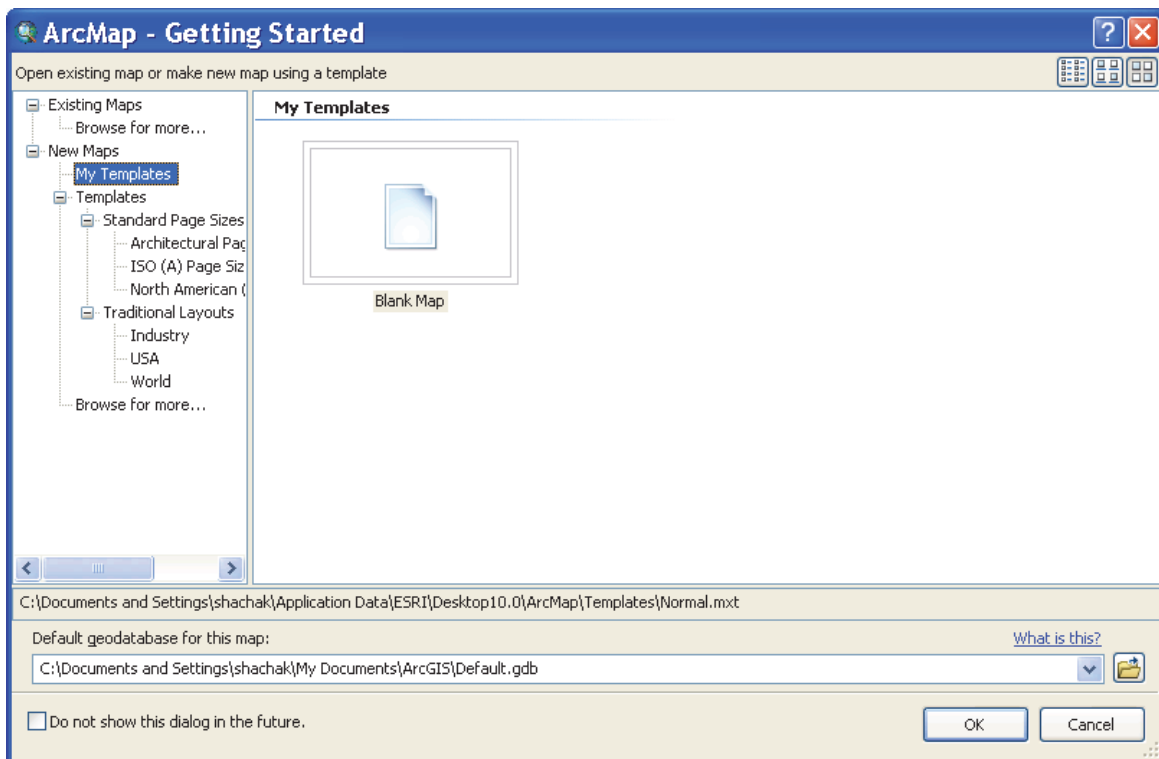 ArcMap - Getting Started
Open existing map or make new map using a template
Existing Maps
Browse for more...
New Maps
My Templates
Templates
Standard Page Sizes
Architectural Pag
ISO (A) Page Siz
North American (
Traditional Layouts
Industry
USA
World
Browse for more...
My Templates
Blank Map
C:\Documents and Settings\shachak\Application Data\ESRI\Desktop10.0\ArcMap\Templates\Normal.mxt
Default geodatabase for this map:
What is this?
C:\Documents and Settings\shachak\My Documents\ArcGIS\Default.gdb
Do not show this dialog in the future.
OK
Cancel